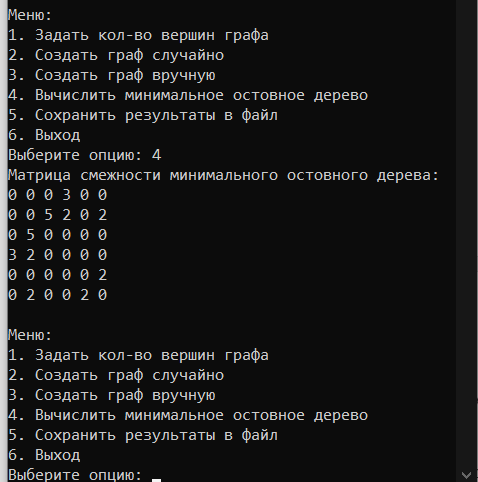 Меню:
1. Задать кол-во вершин графа
2. Создать граф случайно
3. Создать граф вручную
4. Вычислить минимальное остовное дерево
5. Сохранить результаты в файл
6. Выход
Выберите опцию: 4
Матрица смежности минимального остовного дерева:
0 0 0 3 0 0
0 0 5 2 0 2
0 5 0 0 0 0
3 2 0 0 0 0
0 0 0 0 0 2
0 2 0 0 2 0
Меню:
1. Задать кол-во вершин графа
2. Создать граф случайно
3. Создать граф вручную
4. Вычислить минимальное остовное дерево
5. Сохранить результаты в файл
6. Выход
Выберите опцию: